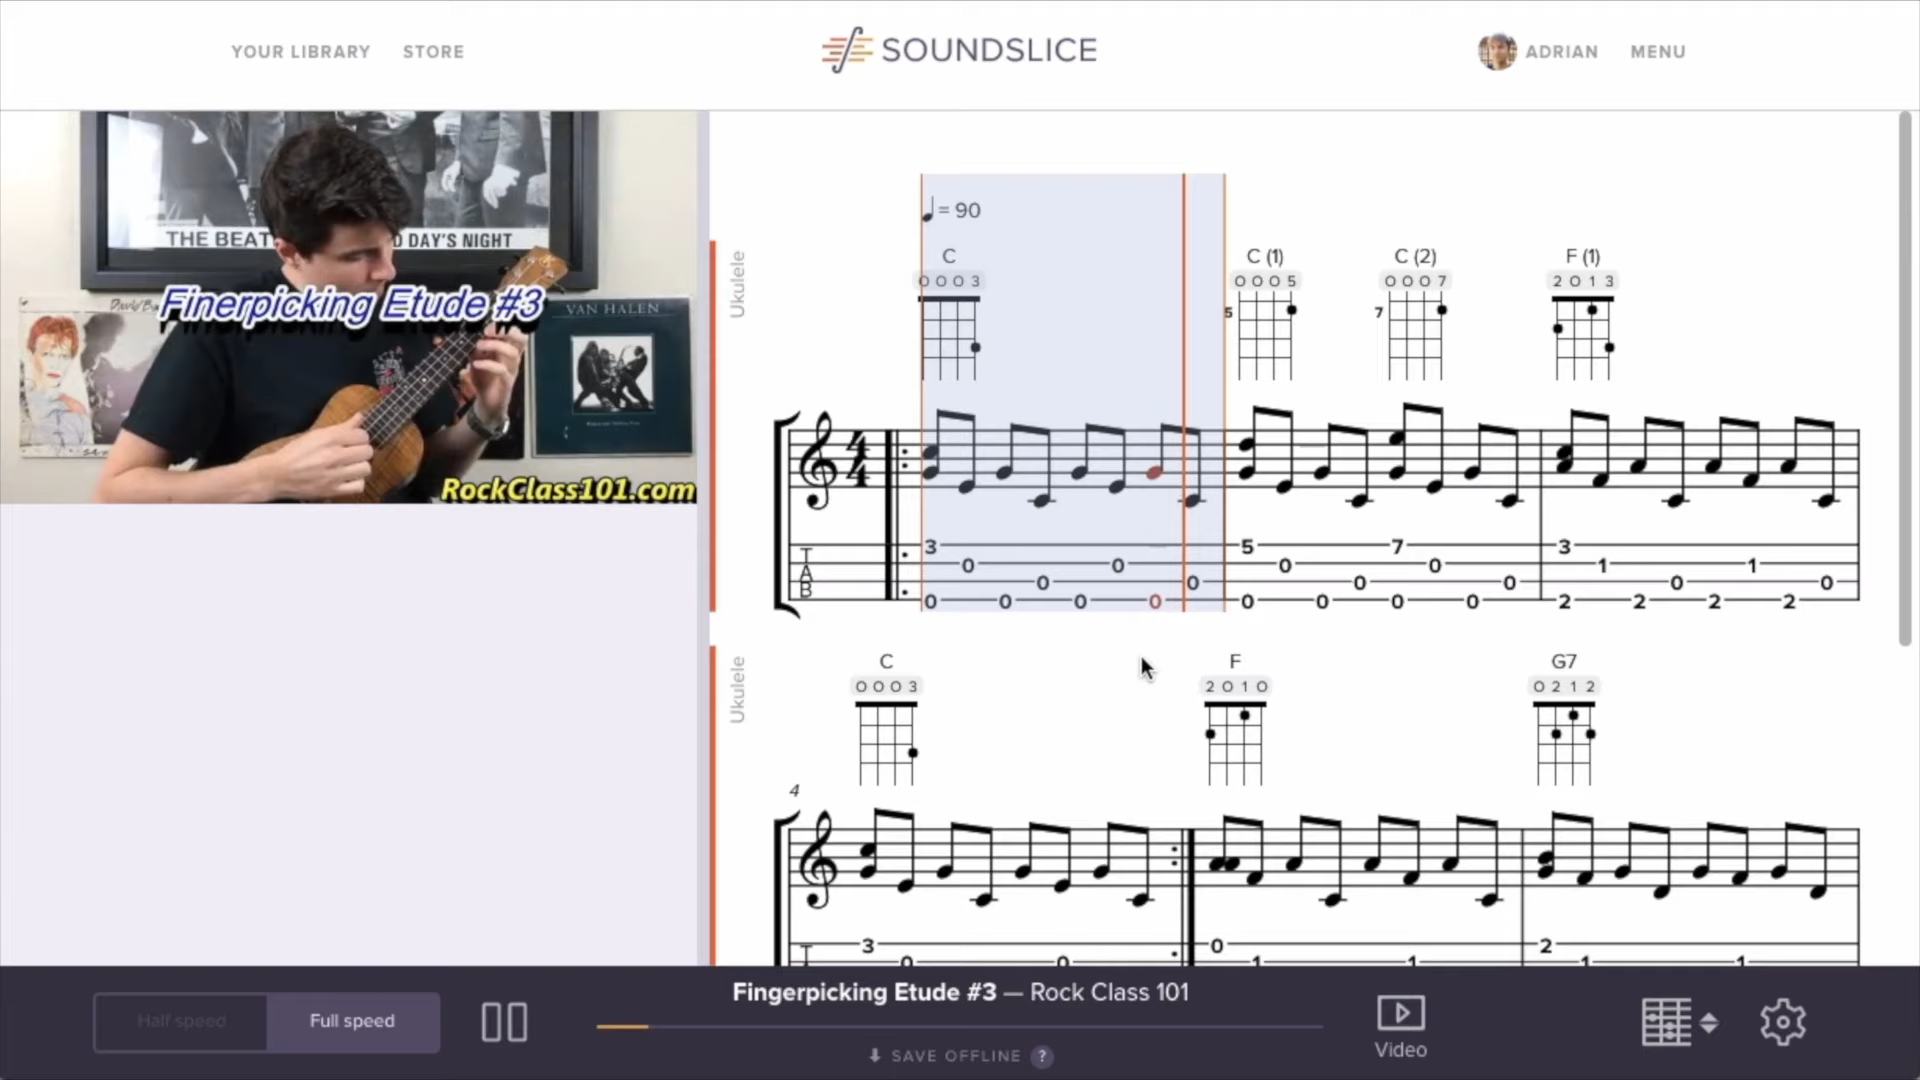 YOUR LIBRARY STORE SOUNDSLICE ADRIAN MENU
THE BEAT D DAY'S NIGHT
Finerpicking Etude #3
VAN HALEN
RockClass101.com
= 90
Ukulele
C C (1) C (2) F (1)
0 0 0 3 0 0 0 5 0 0 0 7 2 0 1 3
5 7
4 4
T A B
3 5 7 3
0 0 0 0 1 1
0 0 0 0 0 0
0 0 0 0 0 0 0 0 2 2 2 2
Ukulele
C F G7
0 0 0 3 2 0 1 0 0 2 1 2
4
3 0 2
0 0 1 1 1 1
Fingerpicking Etude #3 — Rock Class 101
Half speed Full speed
Video
SAVE OFFLINE ?